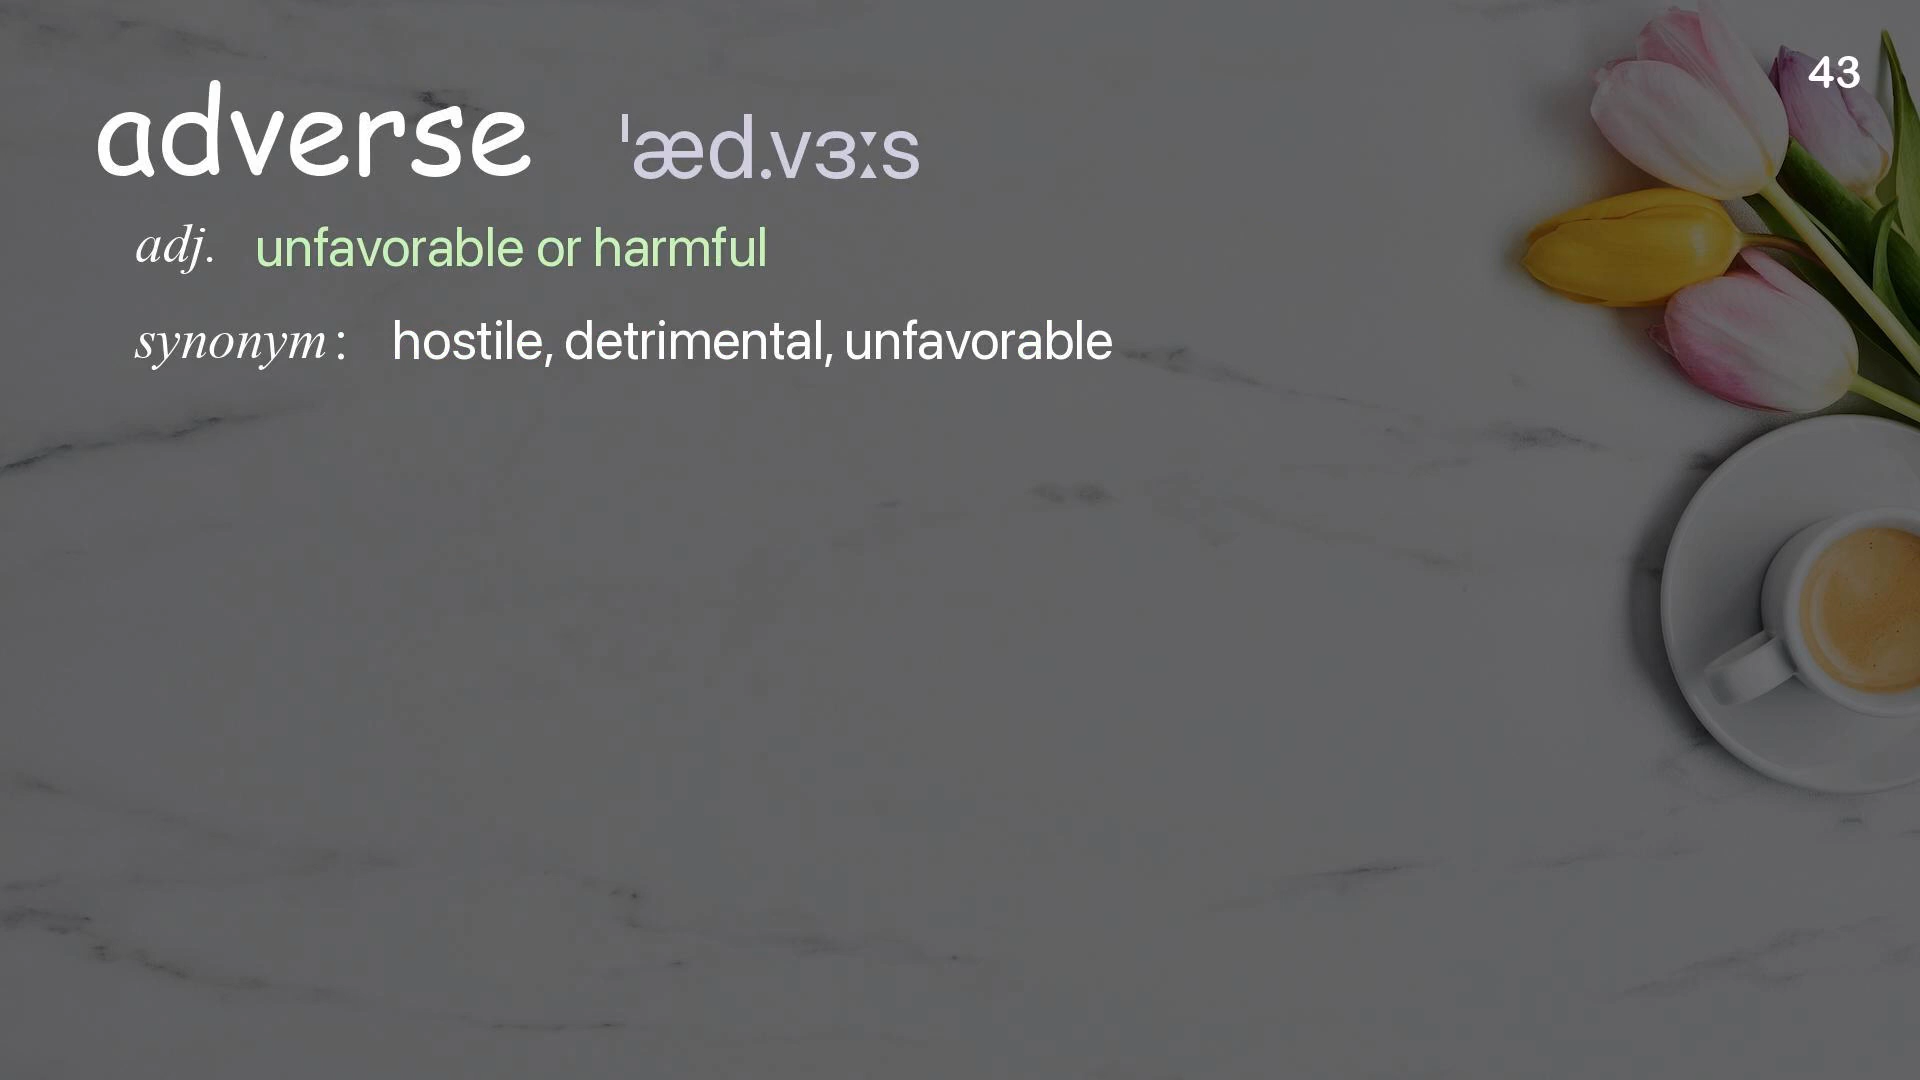 43
adverse ˈæd.vɜːs
adj. unfavorable or harmful
synonym : hostile, detrimental, unfavorable